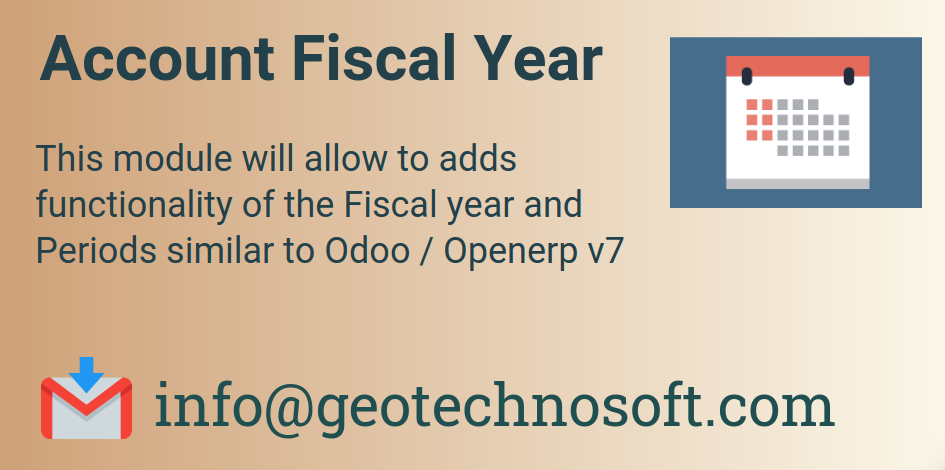 Account Fiscal Year
This module will allow to adds
functionality of the Fiscal year and
Periods similar to Odoo / Openerp v7
info@geotechnosoft.com